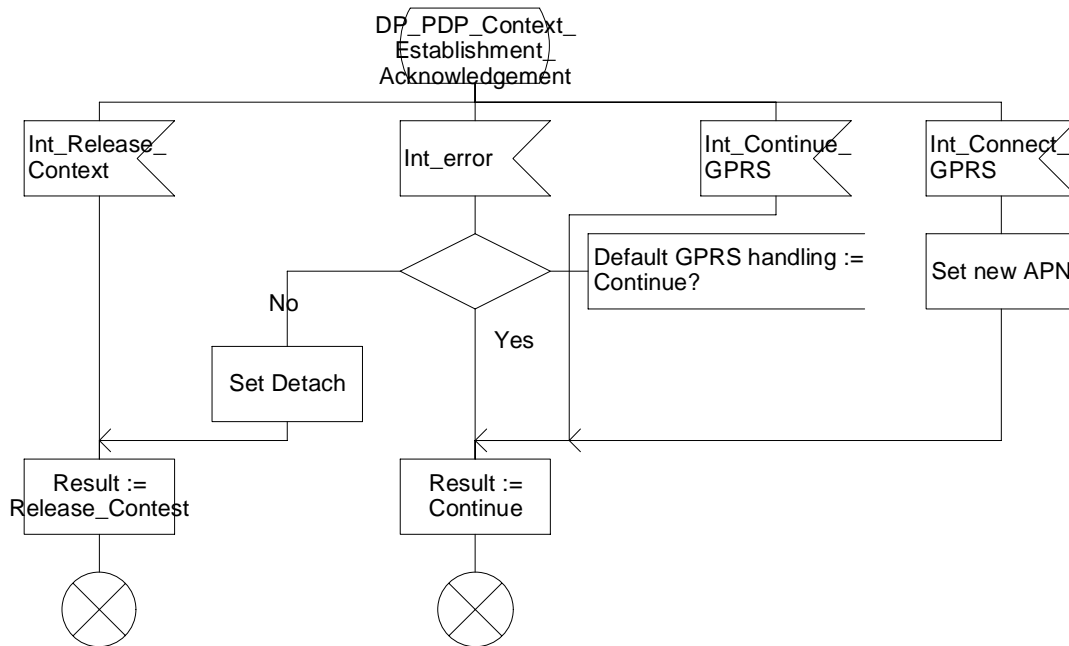 DP_PDP_Context_
Establishment_
Acknowledgement
Int_Release_
Context
Int_error
Int_Continue_
GPRS
Int_Connect_
GPRS
Default GPRS handling :=
Continue?
Set new APN
No
Yes
Set Detach
Result :=
Release_Contest
Result :=
Continue